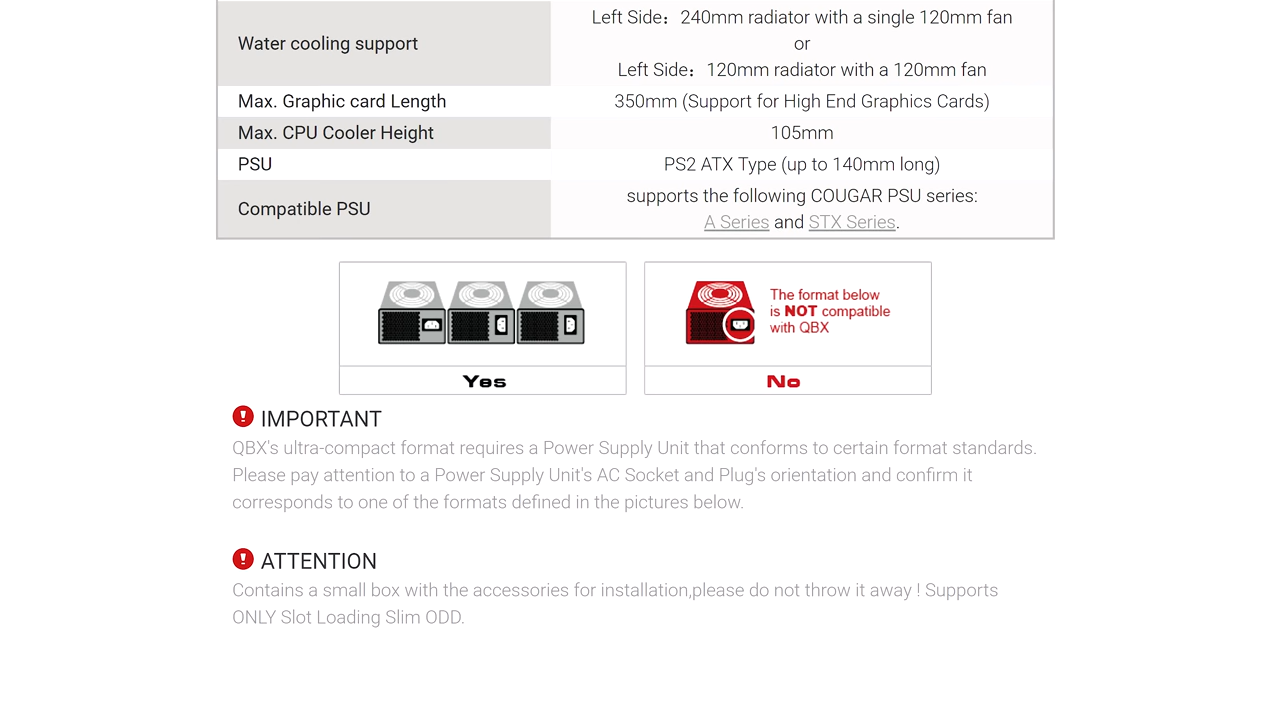 Water cooling support
Left Side：240mm radiator with a single 120mm fan
or
Left Side：120mm radiator with a 120mm fan
Max. Graphic card Length
350mm (Support for High End Graphics Cards)
Max. CPU Cooler Height
105mm
PSU
PS2 ATX Type (up to 140mm long)
Compatible PSU
supports the following COUGAR PSU series:
A Series and STX Series.
Yes
The format below
is NOT compatible
with QBX
No
IMPORTANT
QBX's ultra-compact format requires a Power Supply Unit that conforms to certain format standards.
Please pay attention to a Power Supply Unit's AC Socket and Plug's orientation and confirm it
corresponds to one of the formats defined in the pictures below.
ATTENTION
Contains a small box with the accessories for installation,please do not throw it away ! Supports
ONLY Slot Loading Slim ODD.